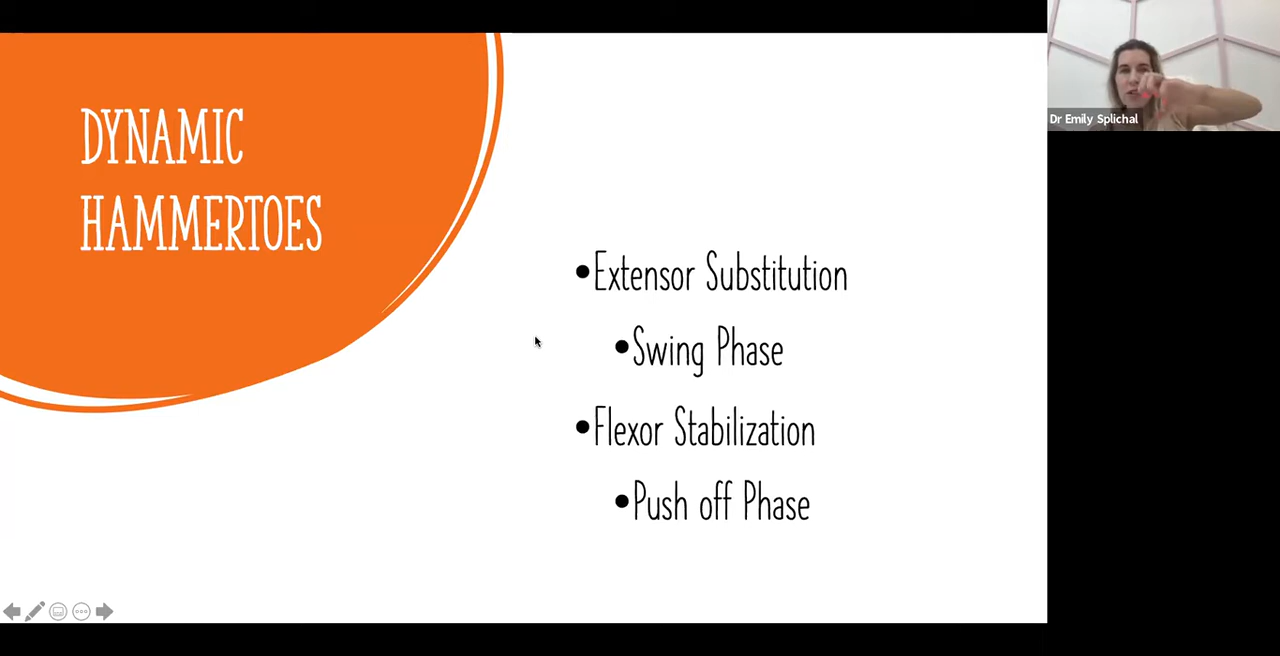 DYNAMIC
HAMMERTOES
•Extensor Substitution
•Swing Phase
•Flexor Stabilization
•Push off Phase
Dr Emily Splichal